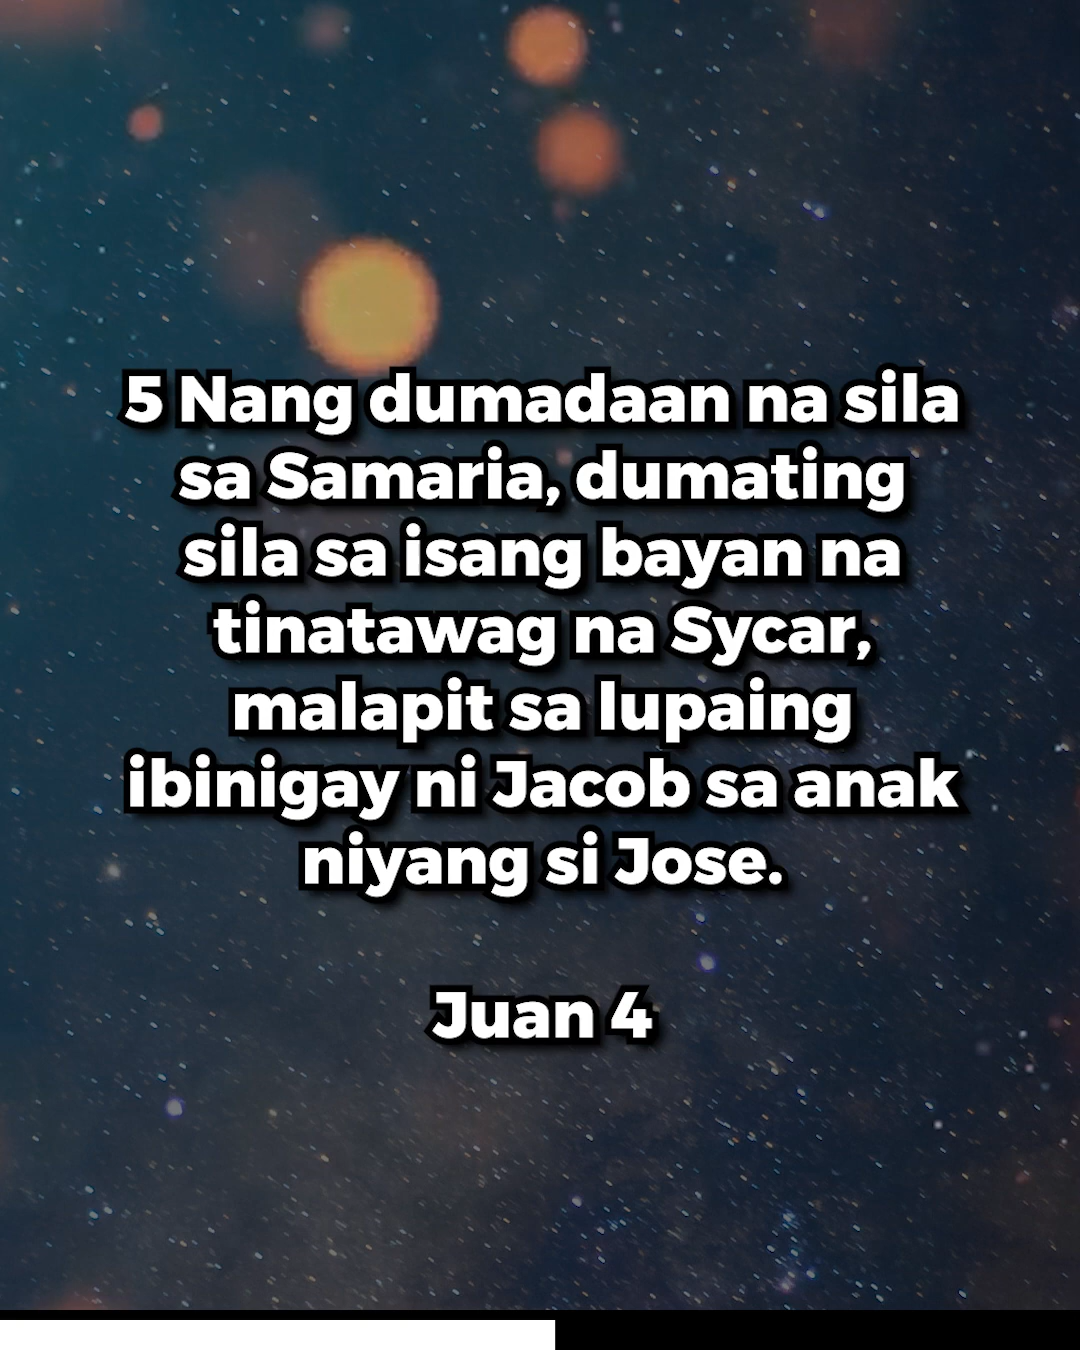 5 Nang dumadaan na sila
sa Samaria, dumating
sila sa isang bayan na
tinatawag na Sycar,
malapit sa lupaing
ibinigay ni Jacob sa anak
niyang si Jose.
Juan 4